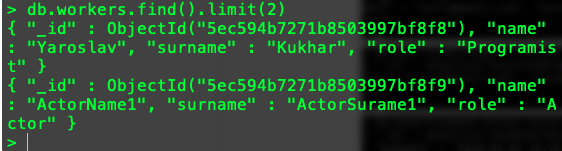 > db.workers.find().limit(2)
{ "_id" : ObjectId("5ec594b7271b8503997bf8f8"), "name"
: "Yaroslav", "surname" : "Kukhar", "role" : "Programis
t" }
{ "_id" : ObjectId("5ec594b7271b8503997bf8f9"), "name"
: "ActorName1", "surname" : "ActorSurame1", "role" : "A
ctor" }
>